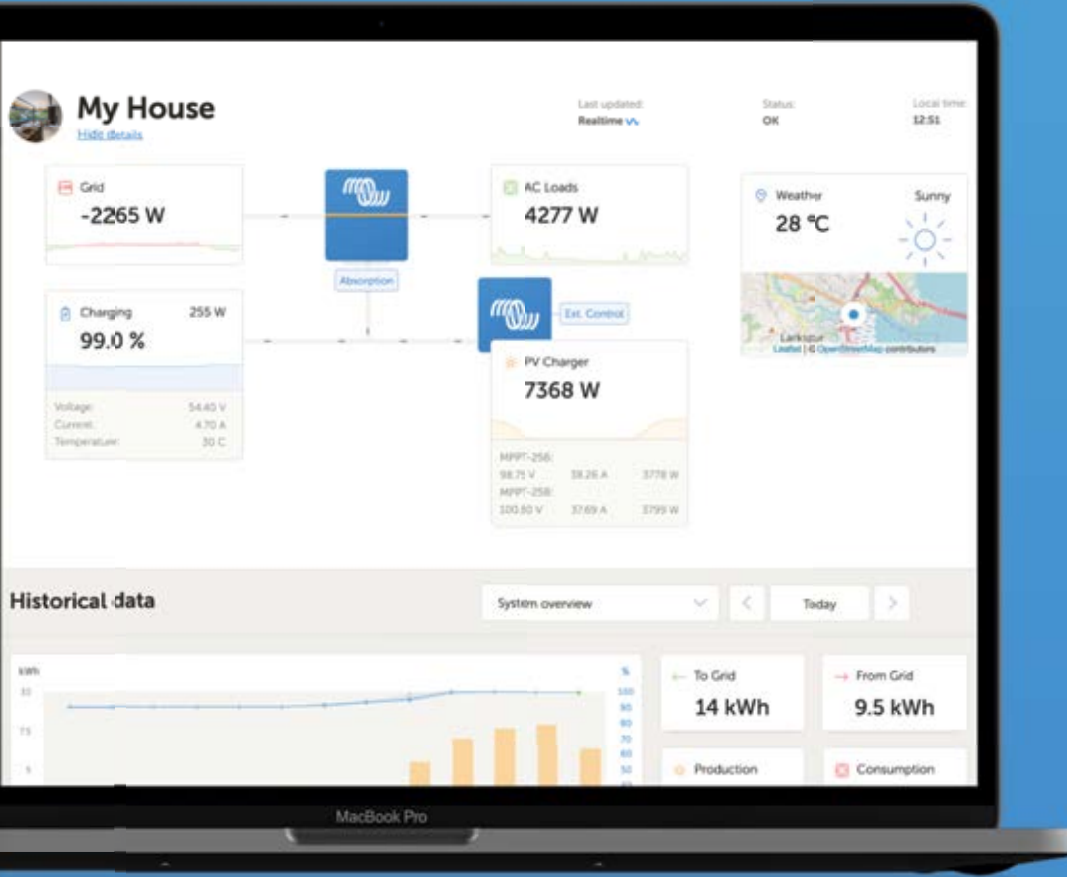 My House
Hide details
Last updated:
Realtime
Status:
OK
Local time:
12:51
Grid
-2265 W
AC Loads
4277 W
Weather
Sunny
28 °C
Absorption
Charging
255 W
99.0 %
Ext. Control
PV Charger
7368 W
Larkspur
Leaflet | © OpenStreetMap contributors
Voltage:
54.40 V
Current:
4.70 A
Temperature:
30 C
MPPT-256:
98.75 V
38.26 A
3778 W
MPPT-258:
37.69 A
3795 W
Historical data
System overview
Today
kWh
%
To Grid
14 kWh
From Grid
9.5 kWh
100
90
80
70
60
50
5
Production
Consumption
MacBook Pro